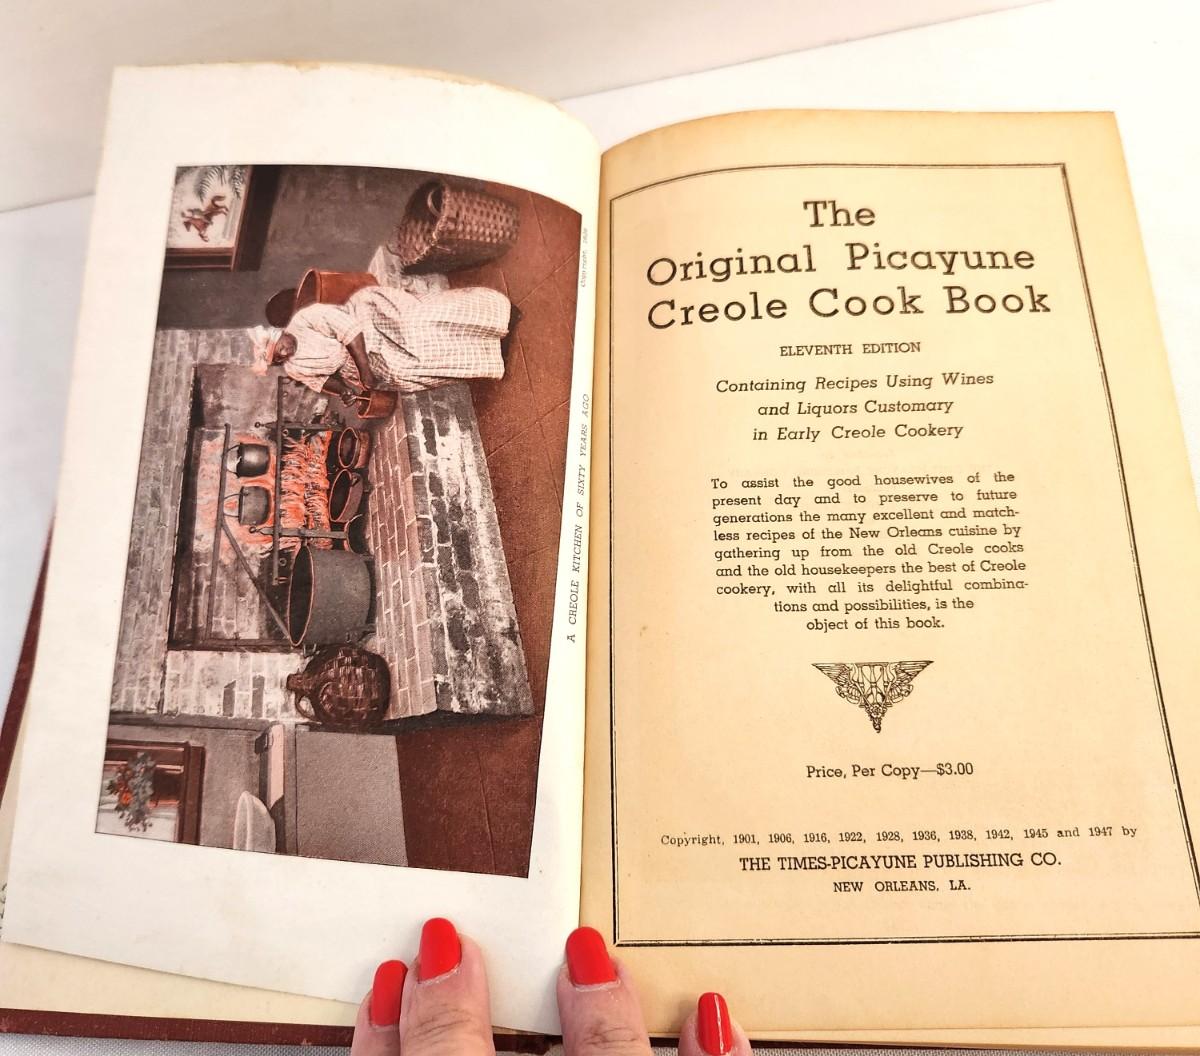 A CREOLE KITCHEN OF SIXTY YEARS AGO
The
Original Picayune
Creole Cook Book
ELEVENTH EDITION
Containing Recipes Using Wines
and Liquors Customary
in Early Creole Cookery
To assist the good housewives of the
present day and to preserve to future
generations the many excellent and match-
less recipes of the New Orleans cuisine by
gathering up from the old Creole cooks
and the old housekeepers the best of Creole
cookery, with all its delightful combina-
tions and possibilities, is the
object of this book.
Price, Per Copy—$3.00
Copyright, 1901, 1906, 1916, 1922, 1928, 1936, 1938, 1942, 1945 and 1947 by
THE TIMES-PICAYUNE PUBLISHING CO.
NEW ORLEANS, LA.